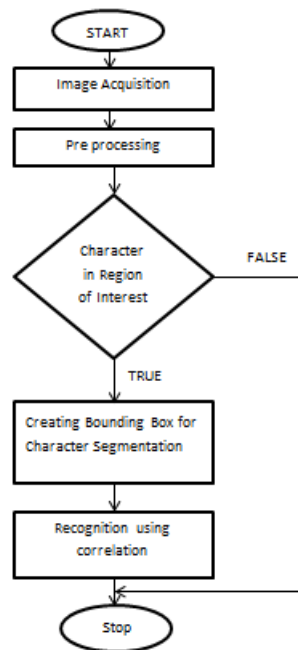 START
Image Acquisition
Pre processing
Character
in Region
of Interest
FALSE
TRUE
Creating Bounding Box for
Character Segmentation
Recognition using
correlation
Stop